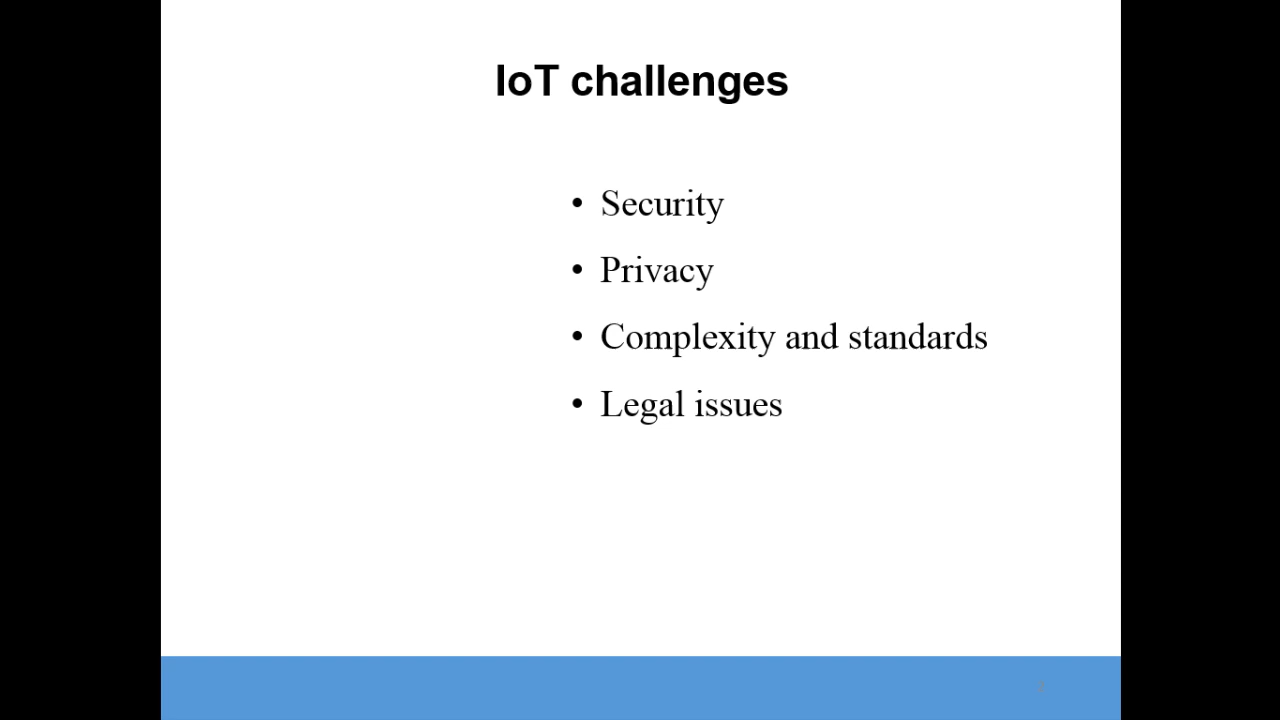 IoT challenges
• Security
• Privacy
• Complexity and standards
• Legal issues